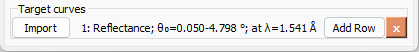 Target curves
Import 1: Reflectance; θ₀=0.050-4.798 °; at λ=1.541 Å Add Row x